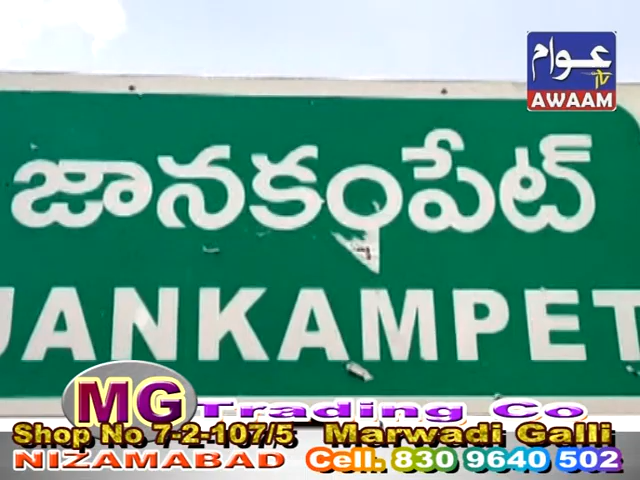 عوام
tv
AWAAM
జానకంపేట్
JANKAMPET
MG Trading Co
Shop No 7-2-107/5 Marwadi Galli
NIZAMABAD Cell: 830 9640 502